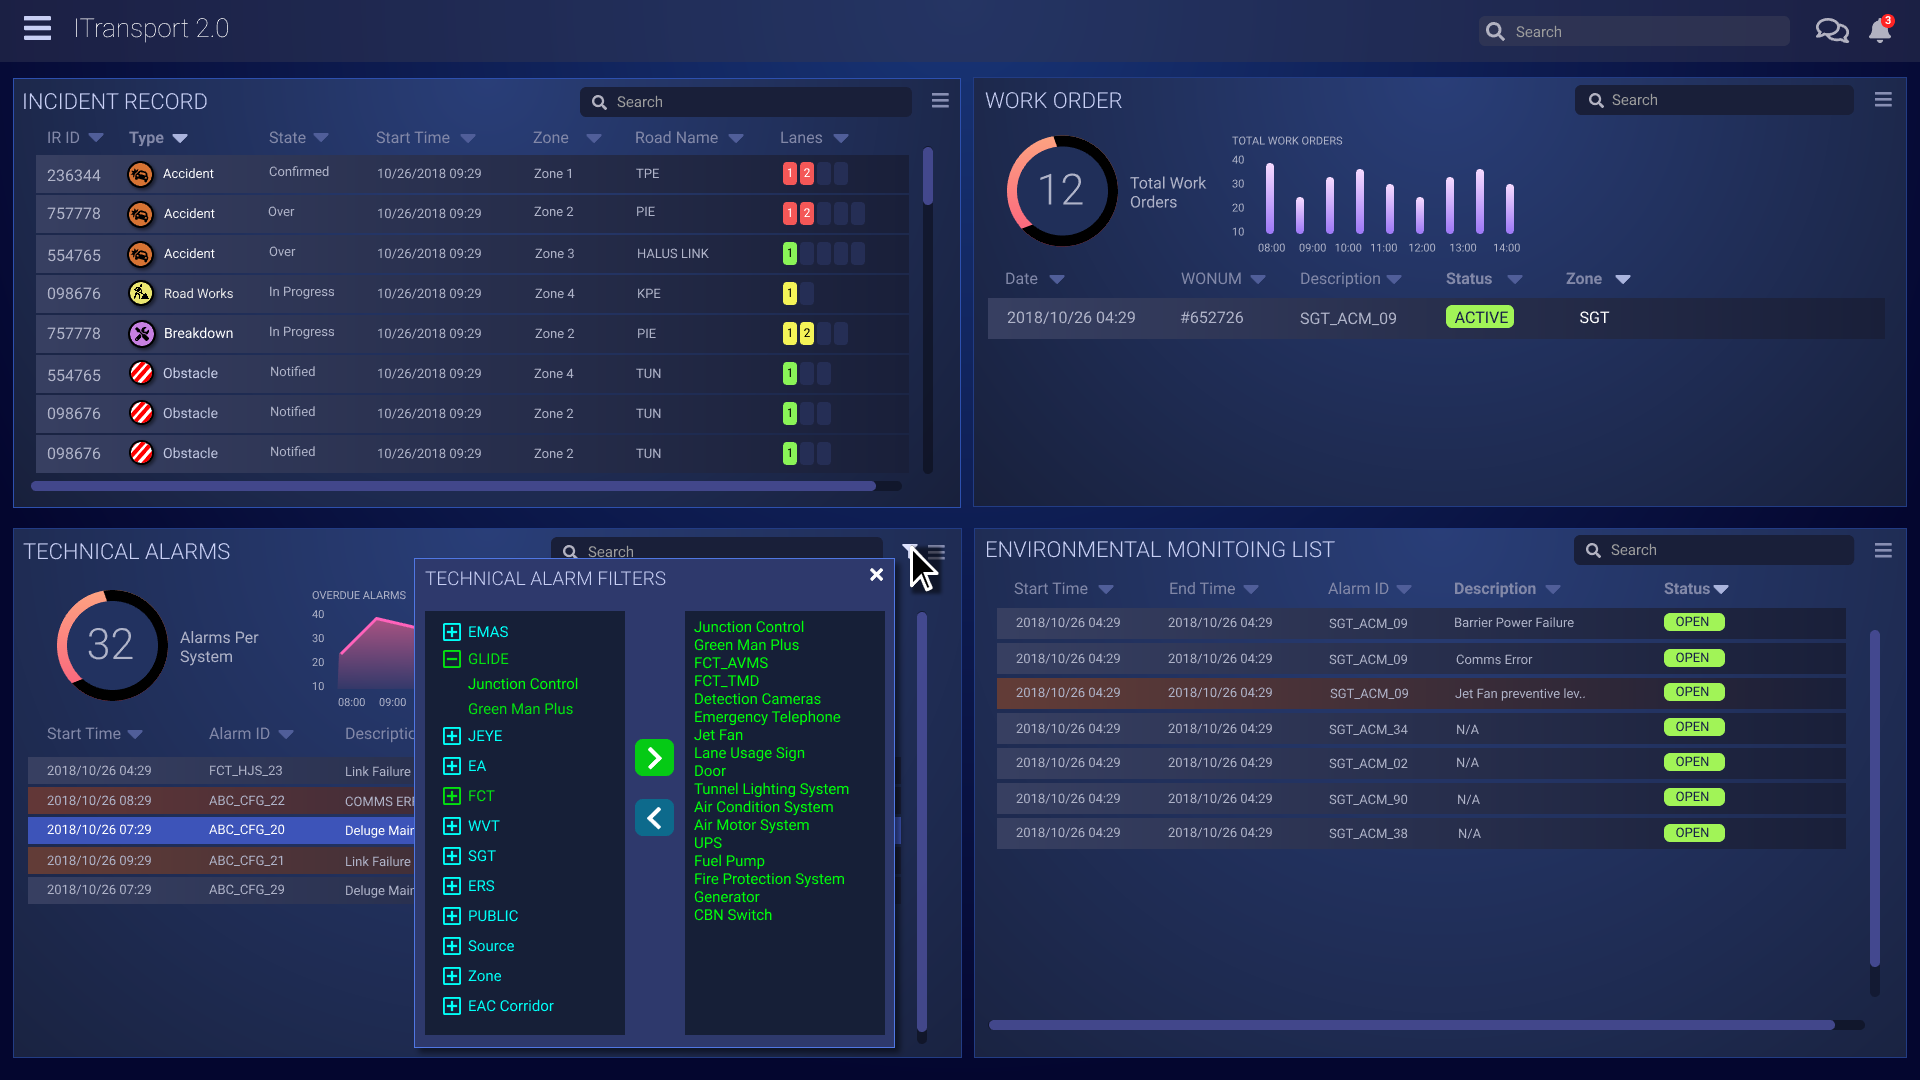 ITransport 2.0
Search
3
INCIDENT RECORD
Search
IR ID Type State Start Time Zone Road Name Lanes
236344 Accident Confirmed 10/26/2018 09:29 Zone 1 TPE 1 2
757778 Accident Over 10/26/2018 09:29 Zone 2 PIE 1 2
554765 Accident Over 10/26/2018 09:29 Zone 3 HALUS LINK 1
098676 Road Works In Progress 10/26/2018 09:29 Zone 4 KPE 1
757778 Breakdown In Progress 10/26/2018 09:29 Zone 2 PIE 1 2
554765 Obstacle Notified 10/26/2018 09:29 Zone 4 TUN 1
098676 Obstacle Notified 10/26/2018 09:29 Zone 2 TUN 1
098676 Obstacle Notified 10/26/2018 09:29 Zone 2 TUN 1
WORK ORDER
Search
12
Total Work
Orders
TOTAL WORK ORDERS
40
30
20
10
08:00 09:00 10:00 11:00 12:00 13:00 14:00
Date WONUM Description Status Zone
2018/10/26 04:29 #652726 SGT_ACM_09 ACTIVE SGT
TECHNICAL ALARMS
Search
32
Alarms Per
System
OVERDUE ALARMS
40
30
20
10
08:00 09:00
Start Time Alarm ID Descriptic
2018/10/26 04:29 FCT_HJS_23 Link Failure
2018/10/26 08:29 ABC_CFG_22 COMMS ERI
2018/10/26 07:29 ABC_CFG_20 Deluge Mair
2018/10/26 09:29 ABC_CFG_21 Link Failure
2018/10/26 07:29 ABC_CFG_29 Deluge Mair
TECHNICAL ALARM FILTERS
EMAS
GLIDE
Junction Control
Green Man Plus
JEYE
EA
FCT
WVT
SGT
ERS
PUBLIC
Source
Zone
EAC Corridor
Junction Control
Green Man Plus
FCT_AVMS
FCT_TMD
Detection Cameras
Emergency Telephone
Jet Fan
Lane Usage Sign
Door
Tunnel Lighting System
Air Condition System
Air Motor System
UPS
Fuel Pump
Fire Protection System
Generator
CBN Switch
ENVIRONMENTAL MONITOING LIST
Search
Start Time End Time Alarm ID Description Status
2018/10/26 04:29 2018/10/26 04:29 SGT_ACM_09 Barrier Power Failure OPEN
2018/10/26 04:29 2018/10/26 04:29 SGT_ACM_09 Comms Error OPEN
2018/10/26 04:29 2018/10/26 04:29 SGT_ACM_09 Jet Fan preventive lev.. OPEN
2018/10/26 04:29 2018/10/26 04:29 SGT_ACM_34 N/A OPEN
2018/10/26 04:29 2018/10/26 04:29 SGT_ACM_02 N/A OPEN
2018/10/26 04:29 2018/10/26 04:29 SGT_ACM_90 N/A OPEN
2018/10/26 04:29 2018/10/26 04:29 SGT_ACM_38 N/A OPEN